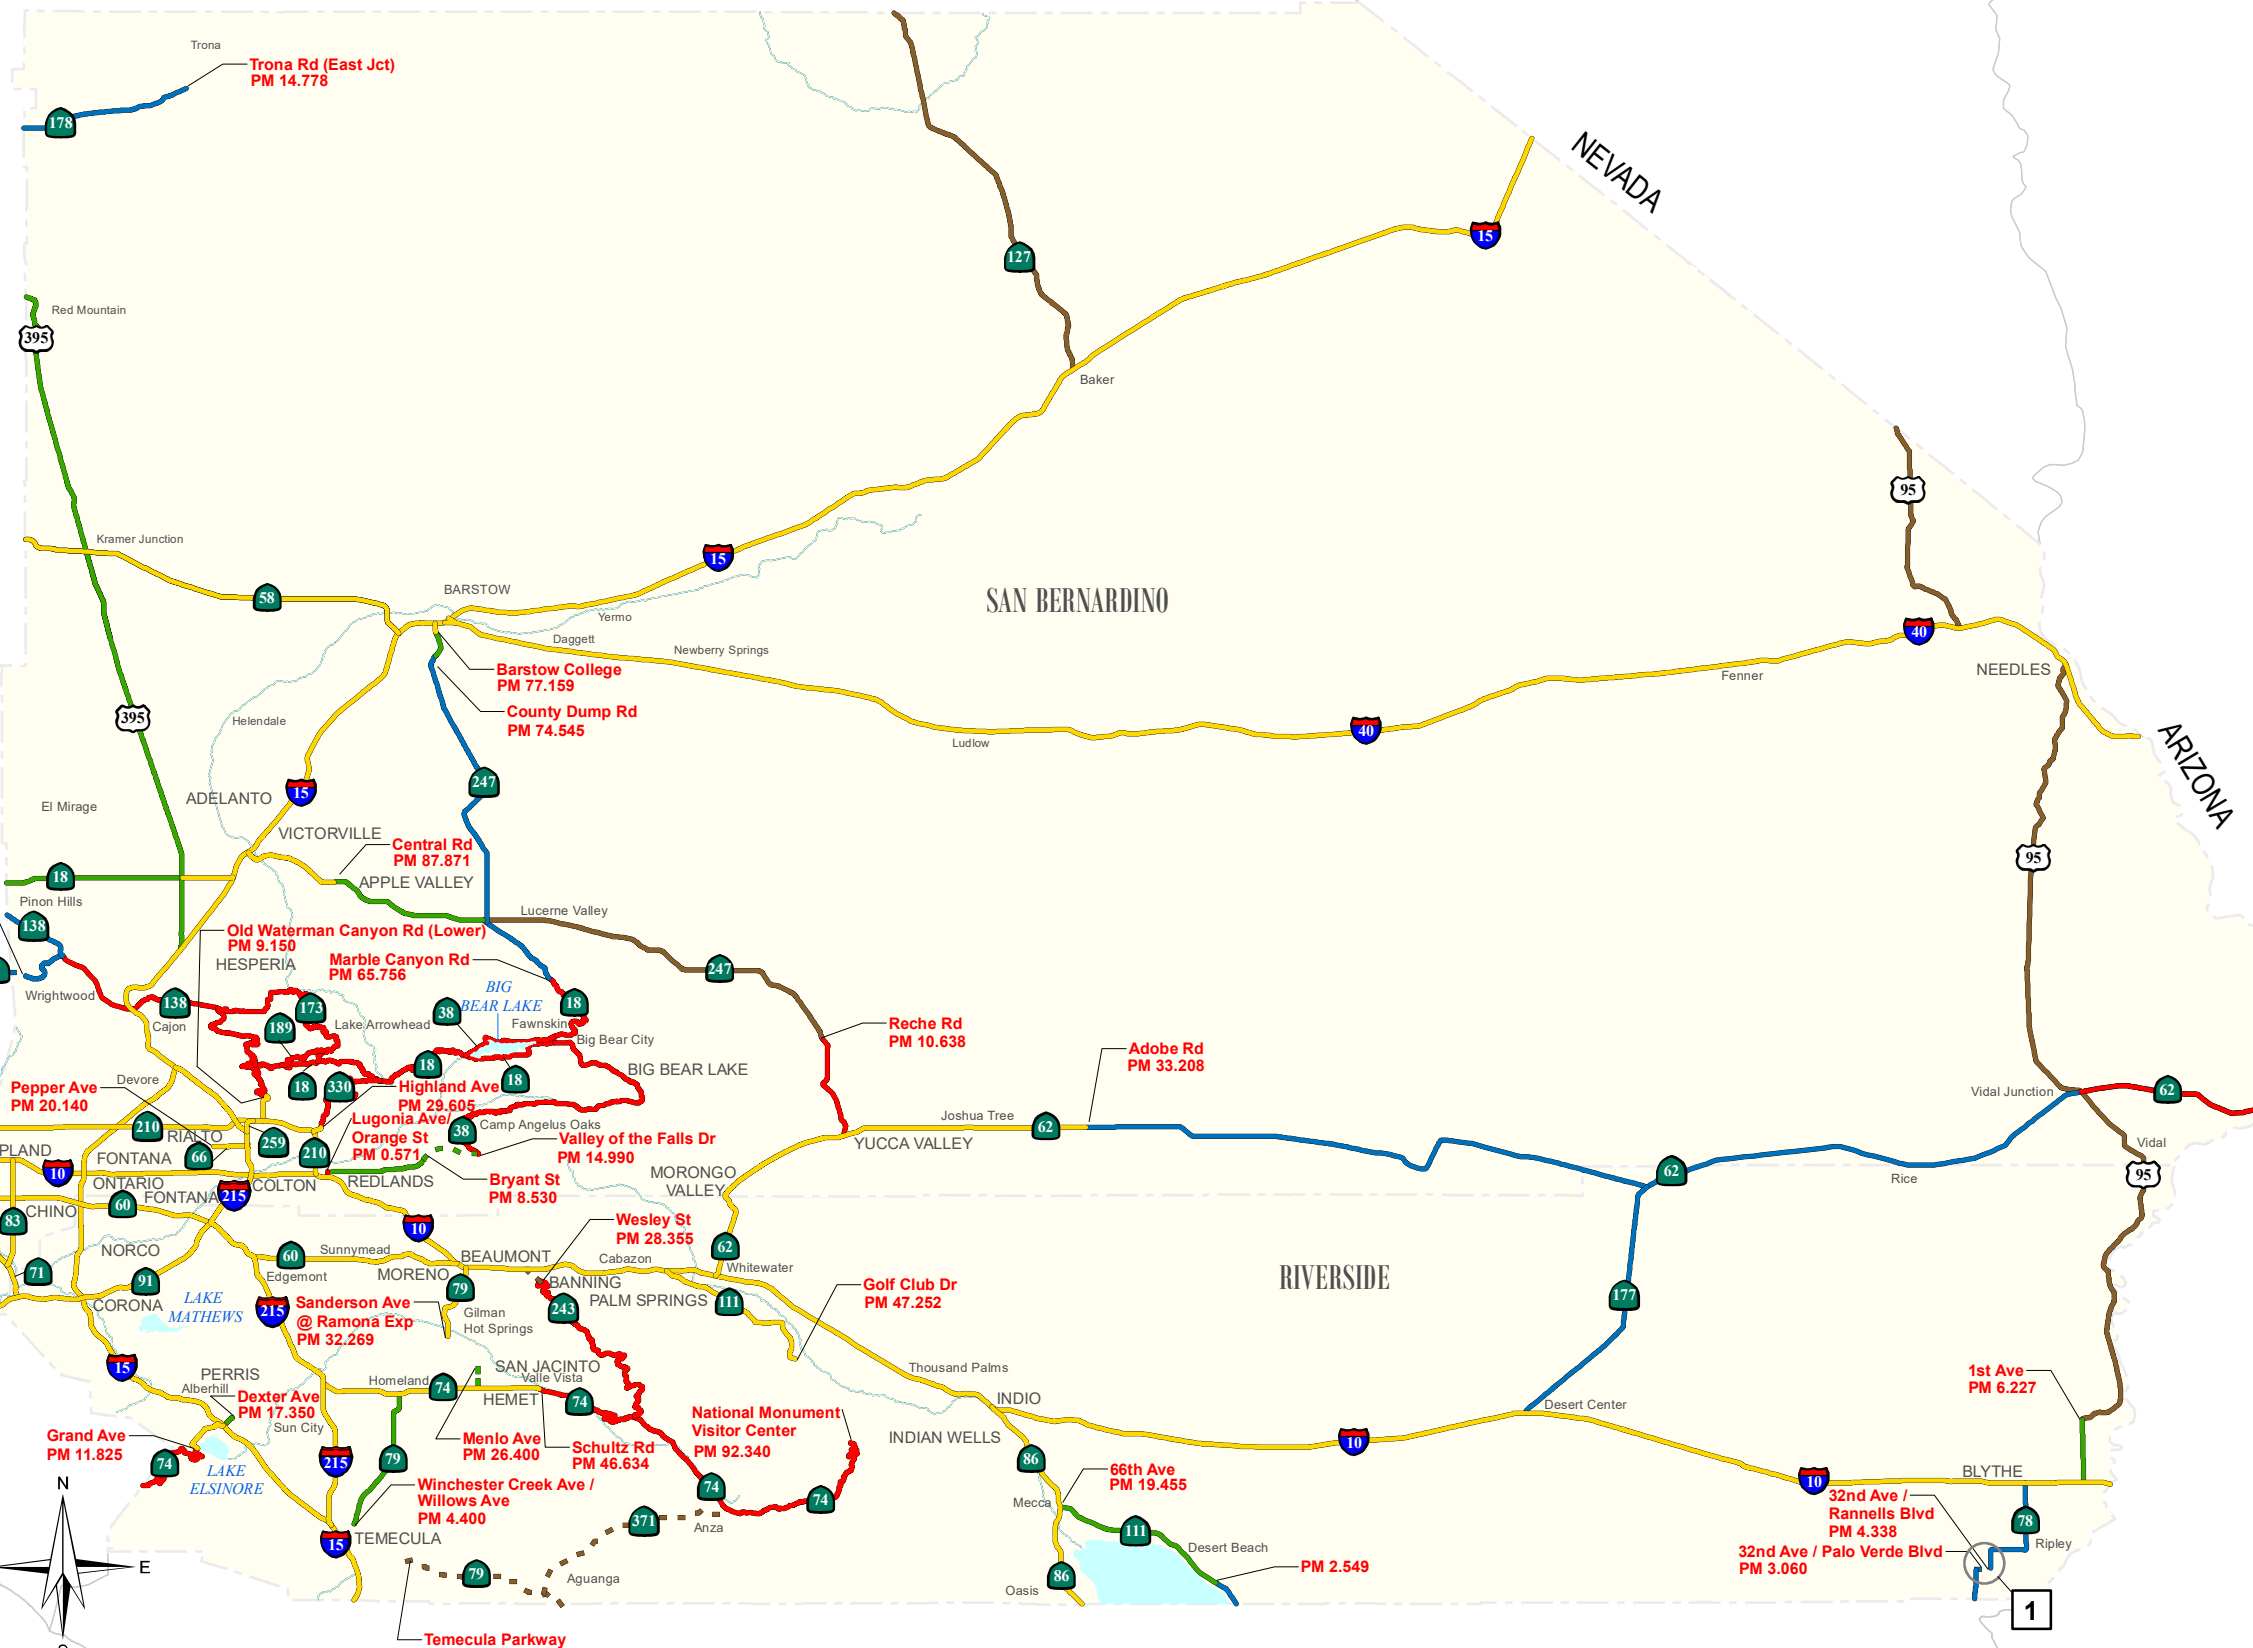 Trona
Trona Rd (East Jct)
PM 14.778
178
NEVADA
15
127
Red Mountain
395
Baker
95
Kramer Junction
15
58
BARSTOW
SAN BERNARDINO
Yermo
Daggett
Newberry Springs
40
NEEDLES
Fenner
Barstow College
PM 77.159
County Dump Rd
PM 74.545
395
Helendale
Ludlow
40
ARIZONA
247
15
ADELANTO
El Mirage
VICTORVILLE
Central Rd
PM 87.871
95
18
APPLE VALLEY
Pinon Hills
Lucerne Valley
138
Old Waterman Canyon Rd (Lower)
PM 9.150
HESPERIA
Marble Canyon Rd
PM 65.756
247
Wrightwood
BIG
BEAR LAKE
138
173
38
18
Cajon
189
Lake Arrowhead
Fawnskin
Reche Rd
PM 10.638
Big Bear City
Adobe Rd
PM 33.208
18
BIG BEAR LAKE
Devore
Pepper Ave
PM 20.140
18
330
Highland Ave
PM 29.605
18
Vidal Junction
62
Lugonia Ave/
Orange St
PM 0.571
Joshua Tree
62
210
RIALTO
259
38
Camp Angelus Oaks
Valley of the Falls Dr
PM 14.990
YUCCA VALLEY
Vidal
PLAND
FONTANA
66
210
10
REDLANDS
MORONGO
VALLEY
62
Rice
95
ONTARIO
FONTANA
215
COLTON
Bryant St
PM 8.530
CHINO
60
83
10
Wesley St
PM 28.355
NORCO
60
Sunnymead
BEAUMONT
Cabazon
62
Whitewater
RIVERSIDE
71
91
Edgemont
MORENO
79
BANNING
Golf Club Dr
PM 47.252
177
CORONA
LAKE
MATHEWS
215
Sanderson Ave
@ Ramona Exp
PM 32.269
Gilman
Hot Springs
243
PALM SPRINGS
111
15
PERRIS
Alberhill
SAN JACINTO
Valle Vista
Thousand Palms
1st Ave
PM 6.227
Homeland
74
HEMET
74
INDIO
Desert Center
Dexter Ave
PM 17.350
Sun City
National Monument
Visitor Center
PM 92.340
Grand Ave
PM 11.825
Menlo Ave
PM 26.400
Schultz Rd
PM 46.634
INDIAN WELLS
10
74
LAKE
ELSINORE
215
79
86
66th Ave
PM 19.455
BLYTHE
10
N
Winchester Creek Ave /
Willows Ave
PM 4.400
74
74
Mecca
32nd Ave /
Rannells Blvd
PM 4.338
78
371
Anza
111
15
TEMECULA
Desert Beach
Ripley
32nd Ave / Palo Verde Blvd
PM 3.060
E
79
Aguanga
86
Oasis
PM 2.549
1
Temecula Parkway